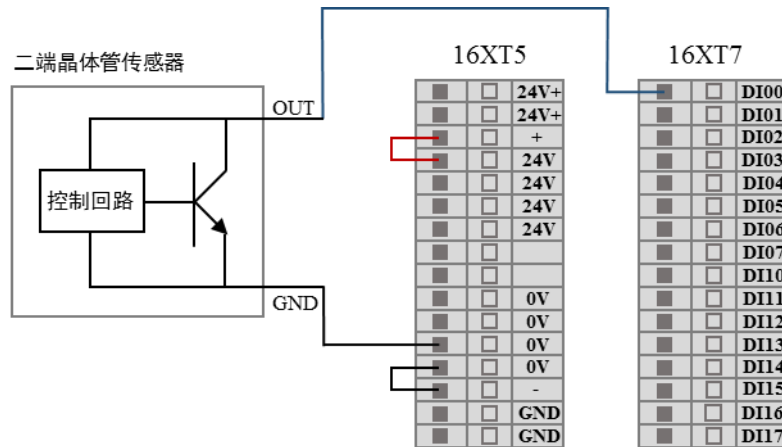 二端晶体管传感器
OUT
控制回路
GND
16XT5
24V+
24V+
+
24V
24V
24V
24V
0V
0V
0V
0V
-
GND
GND
16XT7
DI00
DI01
DI02
DI03
DI04
DI05
DI06
DI07
DI10
DI11
DI12
DI13
DI14
DI15
DI16
DI17